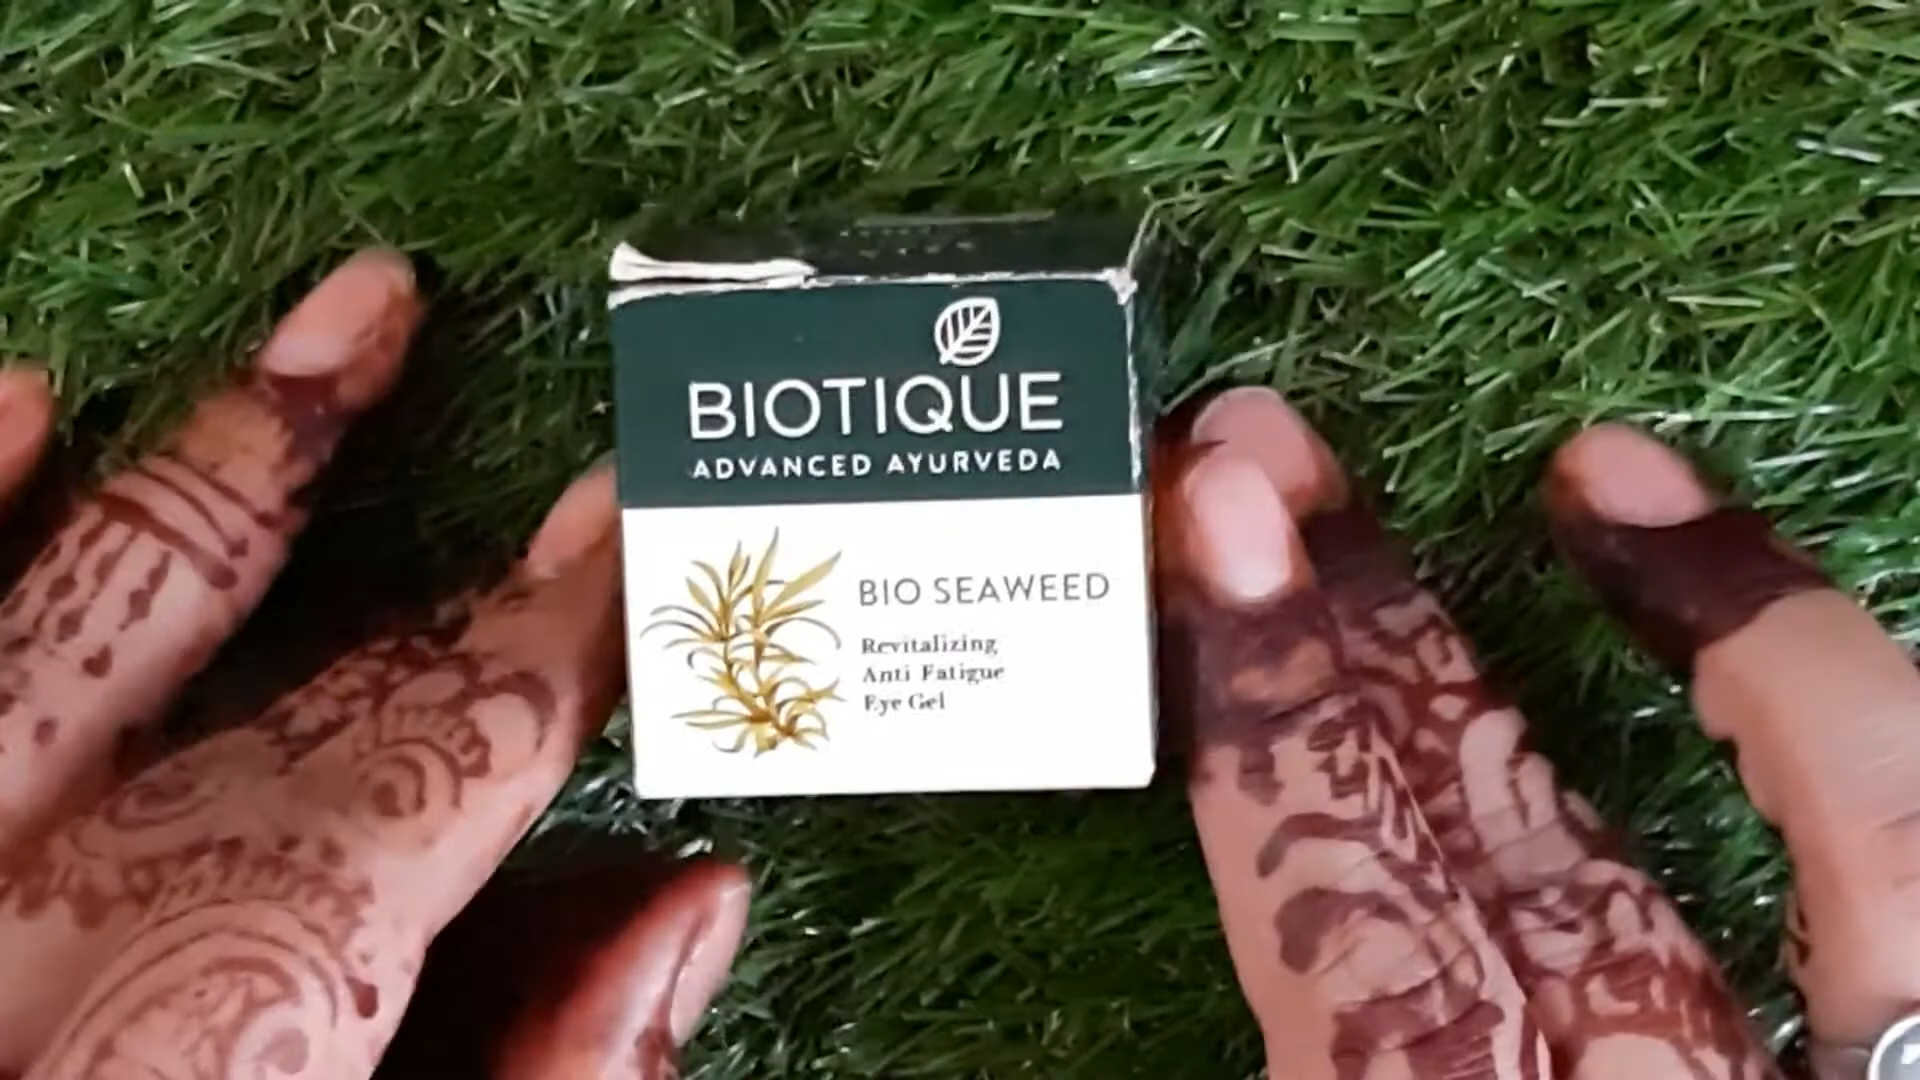 BIOTIQUE
ADVANCED AYURVEDA
BIO SEAWEED
Revitalizing
Anti Fatigue
Eye Gel